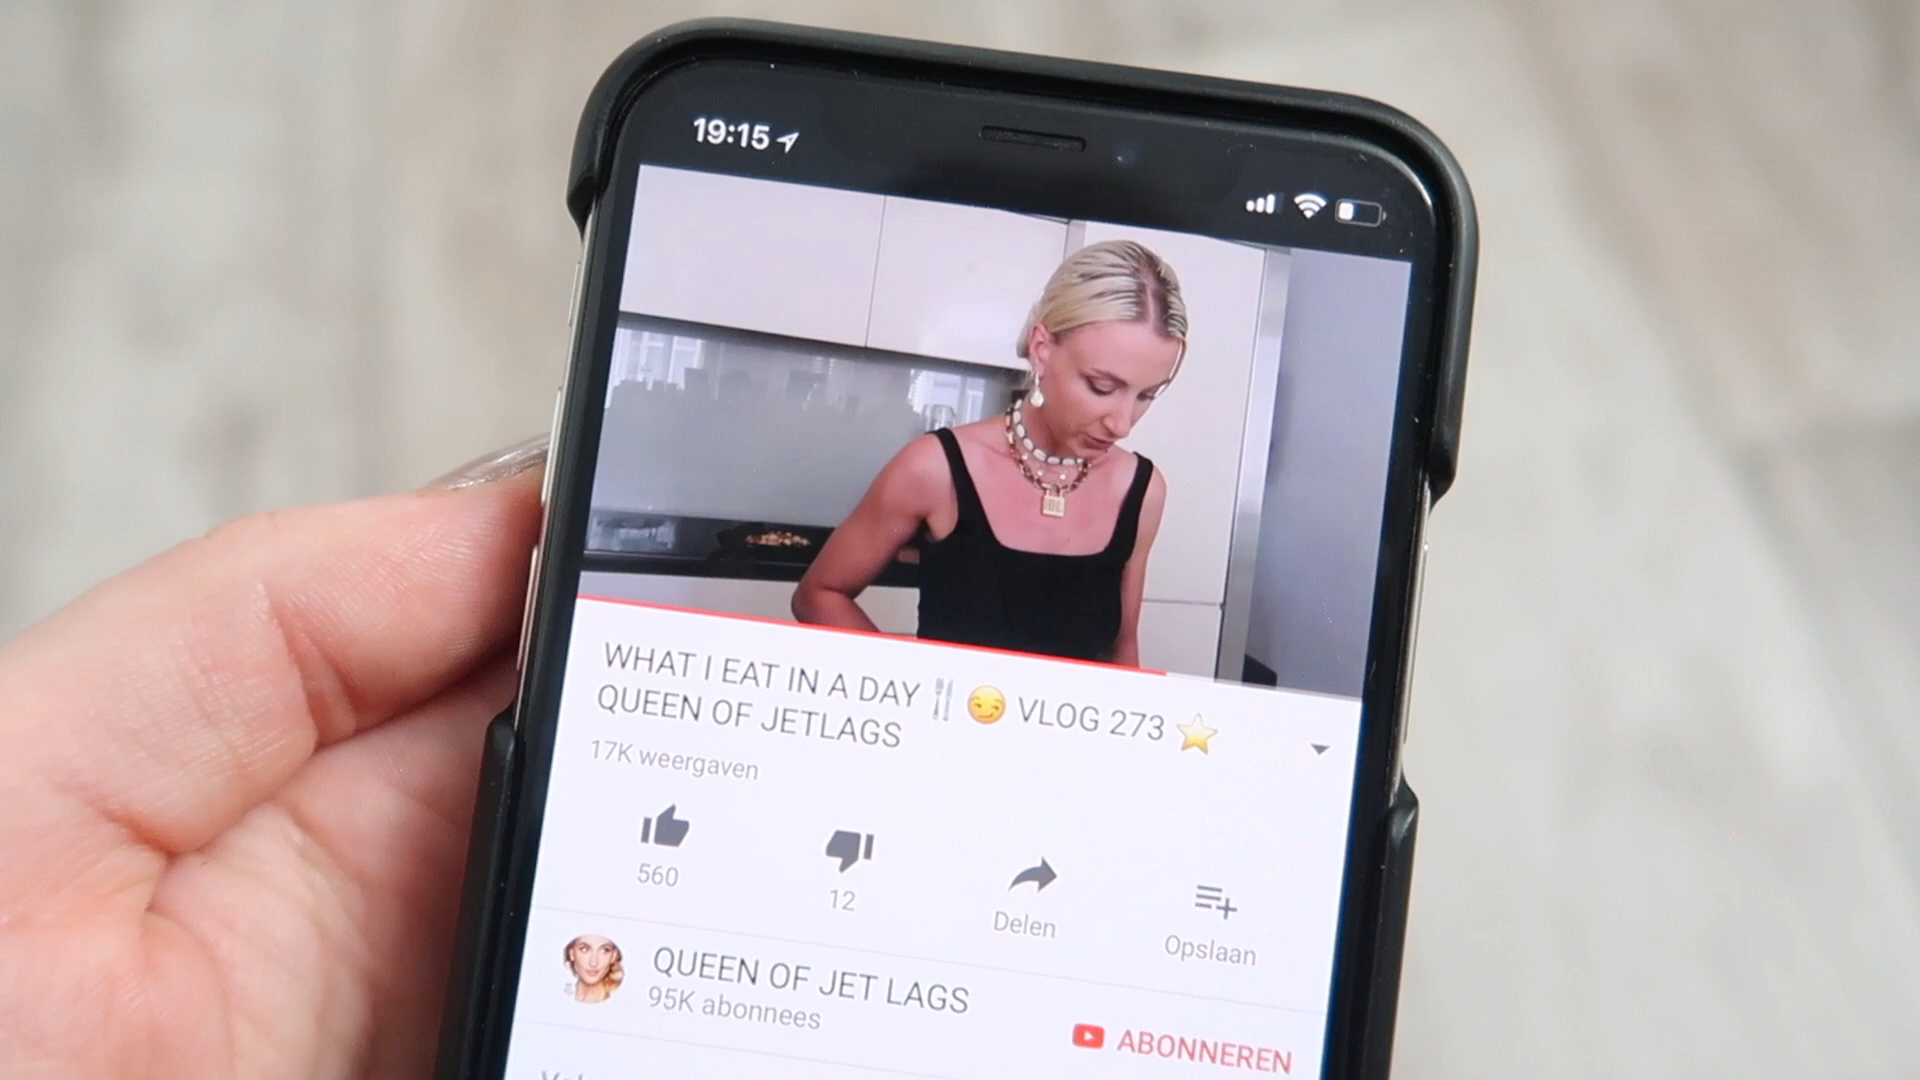 19:15
WHAT I EAT IN A DAY 🍴 😏 VLOG 273 ⭐
QUEEN OF JETLAGS
17K weergaven
560
12
Delen
Opslaan
QUEEN OF JET LAGS
95K abonnees
ABONNEREN